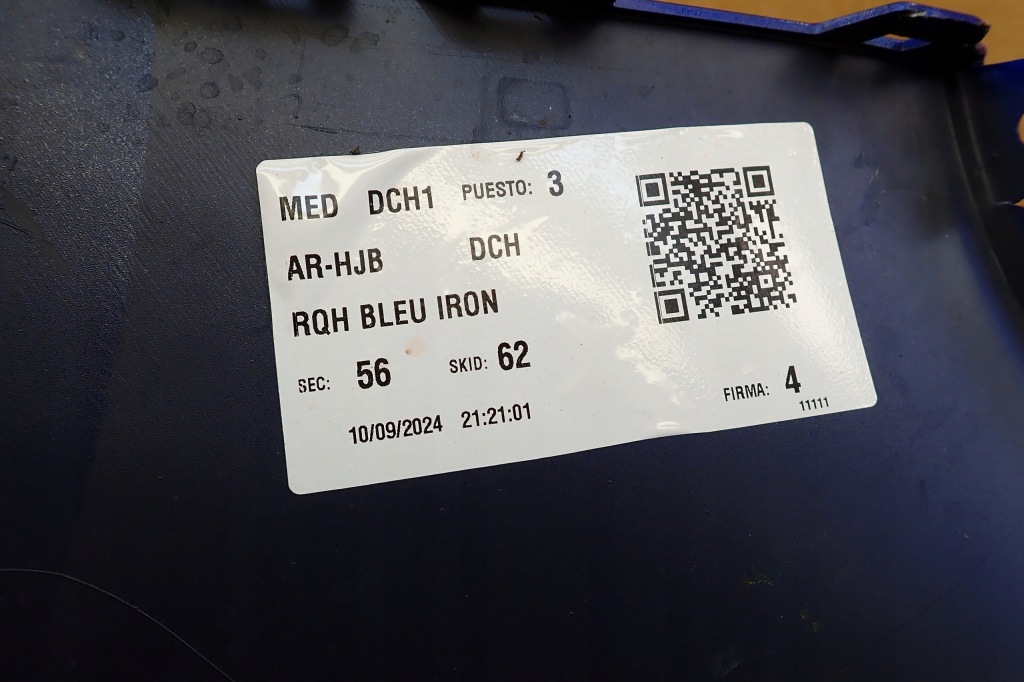 MED DCH1 PUESTO: 3
AR-HJB DCH
RQH BLEU IRON
SEC: 56 SKID: 62
10/09/2024 21:21:01
FIRMA: 4
11111